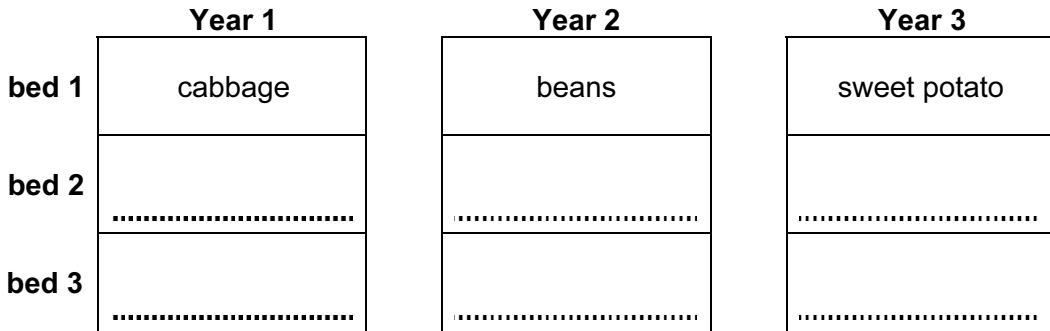 Year 1 Year 2 Year 3
bed 1 cabbage beans sweet potato
bed 2
bed 3